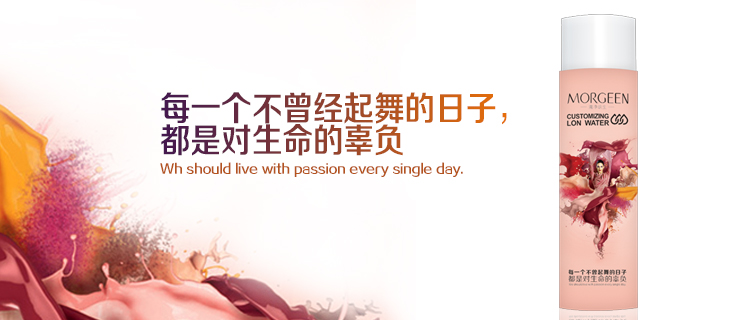 每一个不曾经起舞的日子，
都是对生命的辜负
Wh should live with passion every single day.
MORGEEN
CUSTOMIZING
LON WATER
每一个不曾起舞的日子
都是对生命的辜负